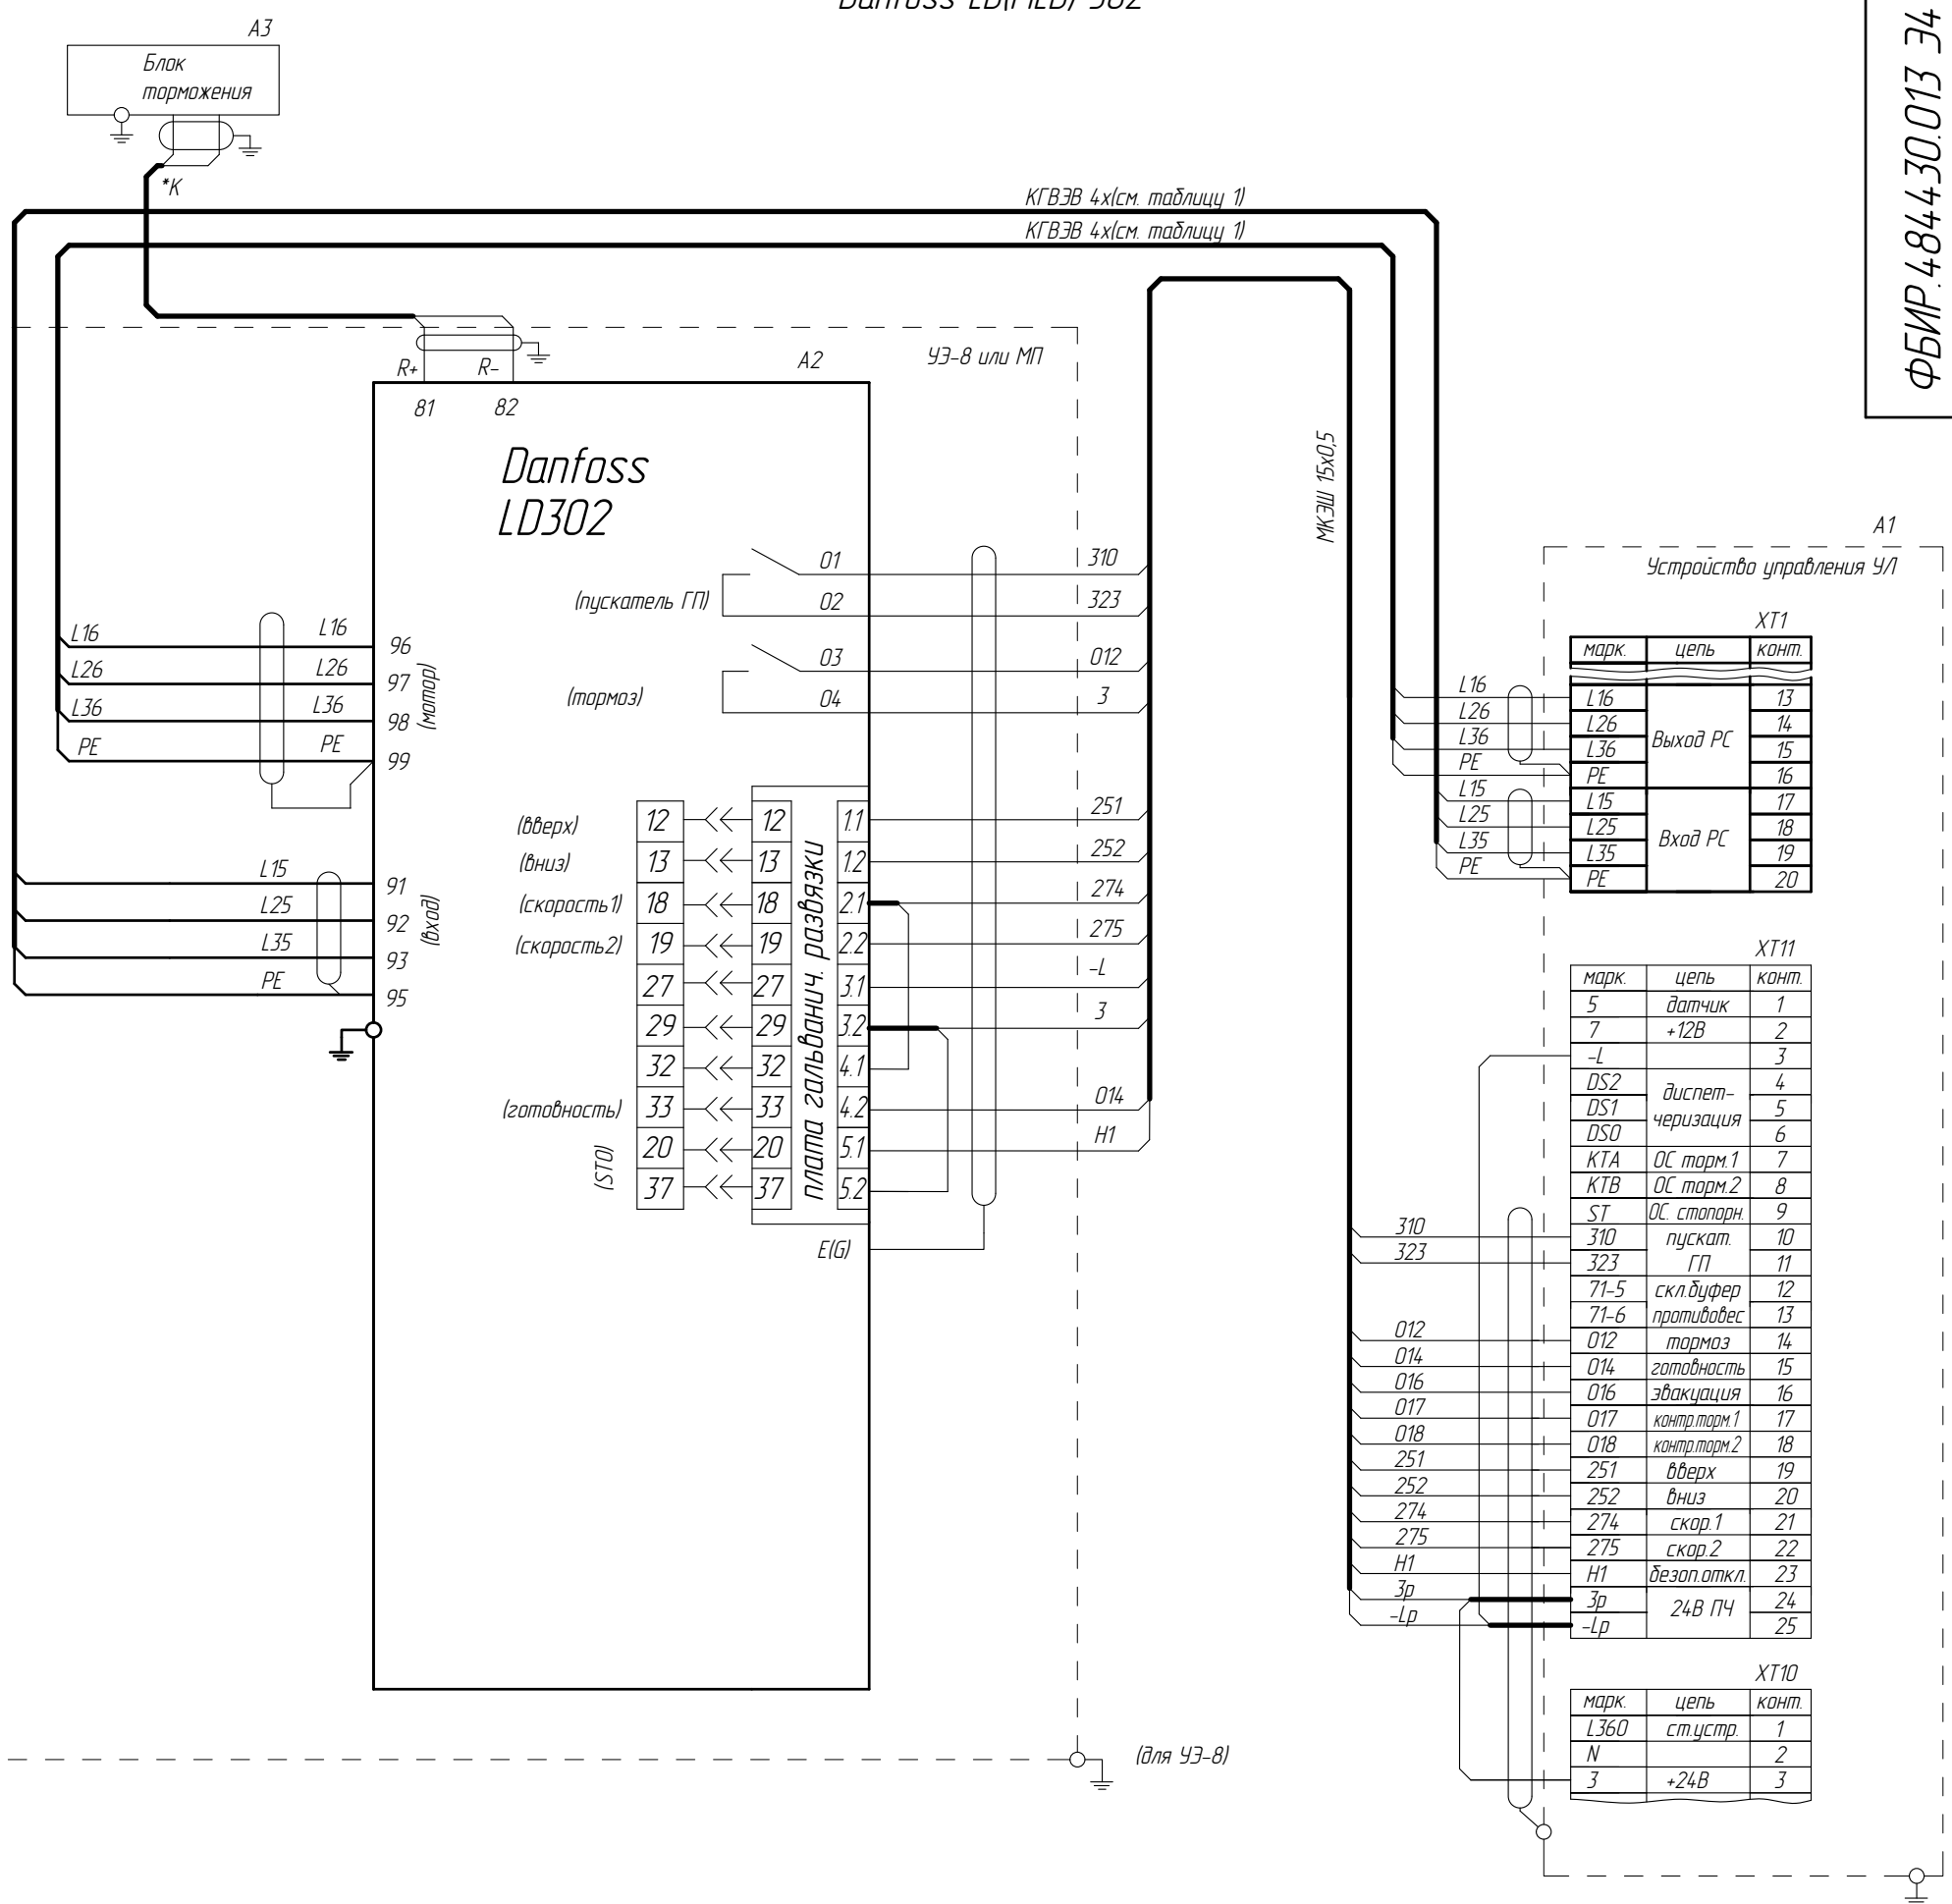 А3
Блок
торможения
*К
КГВЭВ 4х(см. таблицу 1)
КГВЭВ 4х(см. таблицу 1)
ФБИР.484430.013 Э4
УЭ-8 или МП
А2
R+ R-
81 82
Danfoss
LD302
МКЭШ 15х0,5
01 310
(пускатель ГП) 02 323
03 012
(тормоз) 04 3
L16 L16 96
L26 L26 97
L36 L36 98
PE PE 99
(мотор)
L15 91
L25 92
L35 93
PE 95
(вход)
(вверх) 12 12 1.1 251
(вниз) 13 13 1.2 252
(скорость1) 18 18 2.1 274
(скорость2) 19 19 2.2 275
27 27 3.1 -L
29 29 3.2 3
32 32 4.1
(готовность) 33 33 4.2 014
20 20 5.1 H1
37 37 5.2
(STO)
плата гальванич. развязки
E(G)
(для УЭ-8)
А1
Устройство управления УЛ
XT1
марк. цепь конт.
L16 L16 13
L26 L26 14
L36 L36 Выход РС 15
PE PE 16
L15 L15 17
L25 L25 18
L35 L35 Вход РС 19
PE PE 20
XT11
марк. цепь конт.
5 датчик 1
7 +12В 2
-L 3
DS2 диспет- 4
DS1 черизация 5
DS0 6
КТА ОС торм.1 7
КТВ ОС торм.2 8
ST ОС. стопорн. 9
310 310 пускат. 10
323 323 ГП 11
71-5 скл.буфер 12
71-6 противовес 13
012 012 тормоз 14
014 014 готовность 15
016 016 эвакуация 16
017 017 контр.торм.1 17
018 018 контр.торм.2 18
251 251 вверх 19
252 252 вниз 20
274 274 скор.1 21
275 275 скор.2 22
H1 H1 безоп.откл. 23
3р 3р 24В ПЧ 24
-Lр -Lр 25
XT10
марк. цепь конт.
L360 ст.устр. 1
N 2
3 +24В 3